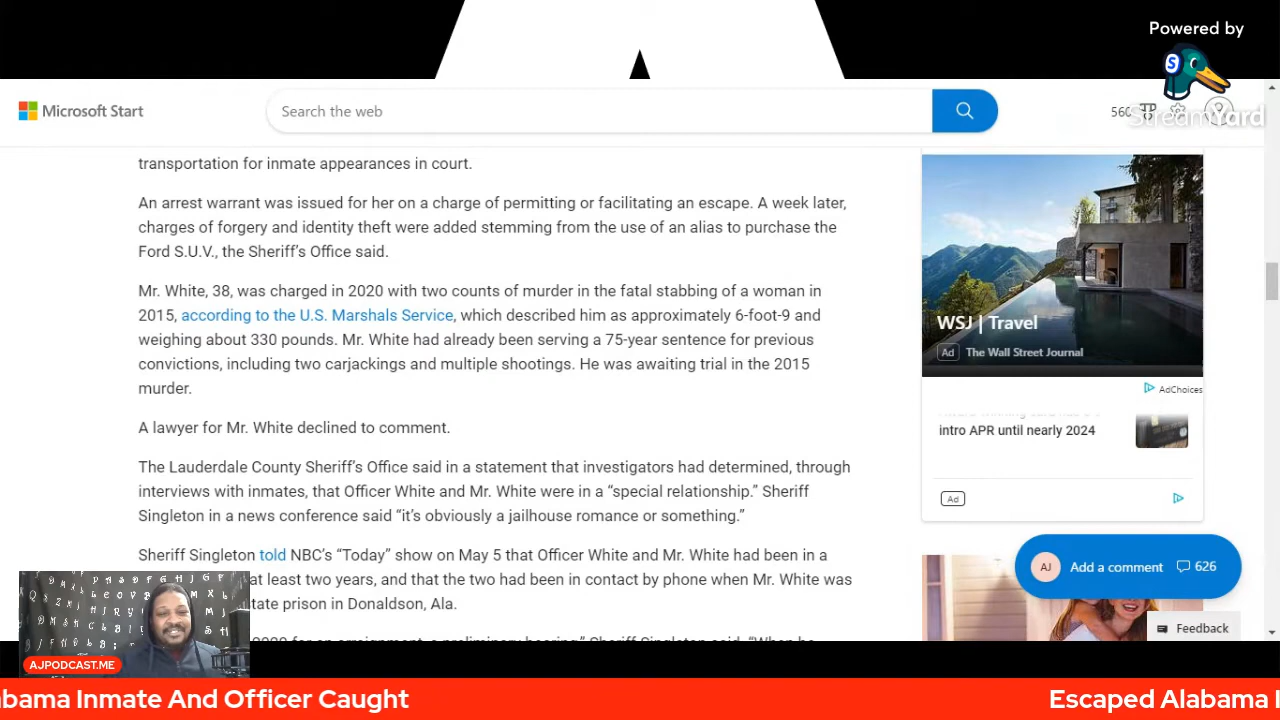 Powered by
StreamYard
Microsoft Start
Search the web
560
transportation for inmate appearances in court.
An arrest warrant was issued for her on a charge of permitting or facilitating an escape. A week later,
charges of forgery and identity theft were added stemming from the use of an alias to purchase the
Ford S.U.V., the Sheriff’s Office said.
Mr. White, 38, was charged in 2020 with two counts of murder in the fatal stabbing of a woman in
2015, according to the U.S. Marshals Service, which described him as approximately 6-foot-9 and
weighing about 330 pounds. Mr. White had already been serving a 75-year sentence for previous
convictions, including two carjackings and multiple shootings. He was awaiting trial in the 2015
murder.
A lawyer for Mr. White declined to comment.
The Lauderdale County Sheriff’s Office said in a statement that investigators had determined, through
interviews with inmates, that Officer White and Mr. White were in a “special relationship.” Sheriff
Singleton in a news conference said “it’s obviously a jailhouse romance or something.”
Sheriff Singleton told NBC’s “Today” show on May 5 that Officer White and Mr. White had been in a
at least two years, and that the two had been in contact by phone when Mr. White was
tate prison in Donaldson, Ala.
WSJ | Travel
Ad The Wall Street Journal
AdChoices
intro APR until nearly 2024
Ad
AJ Add a comment 626
Feedback
AJPODCAST.ME
abama Inmate And Officer Caught
Escaped Alabama I